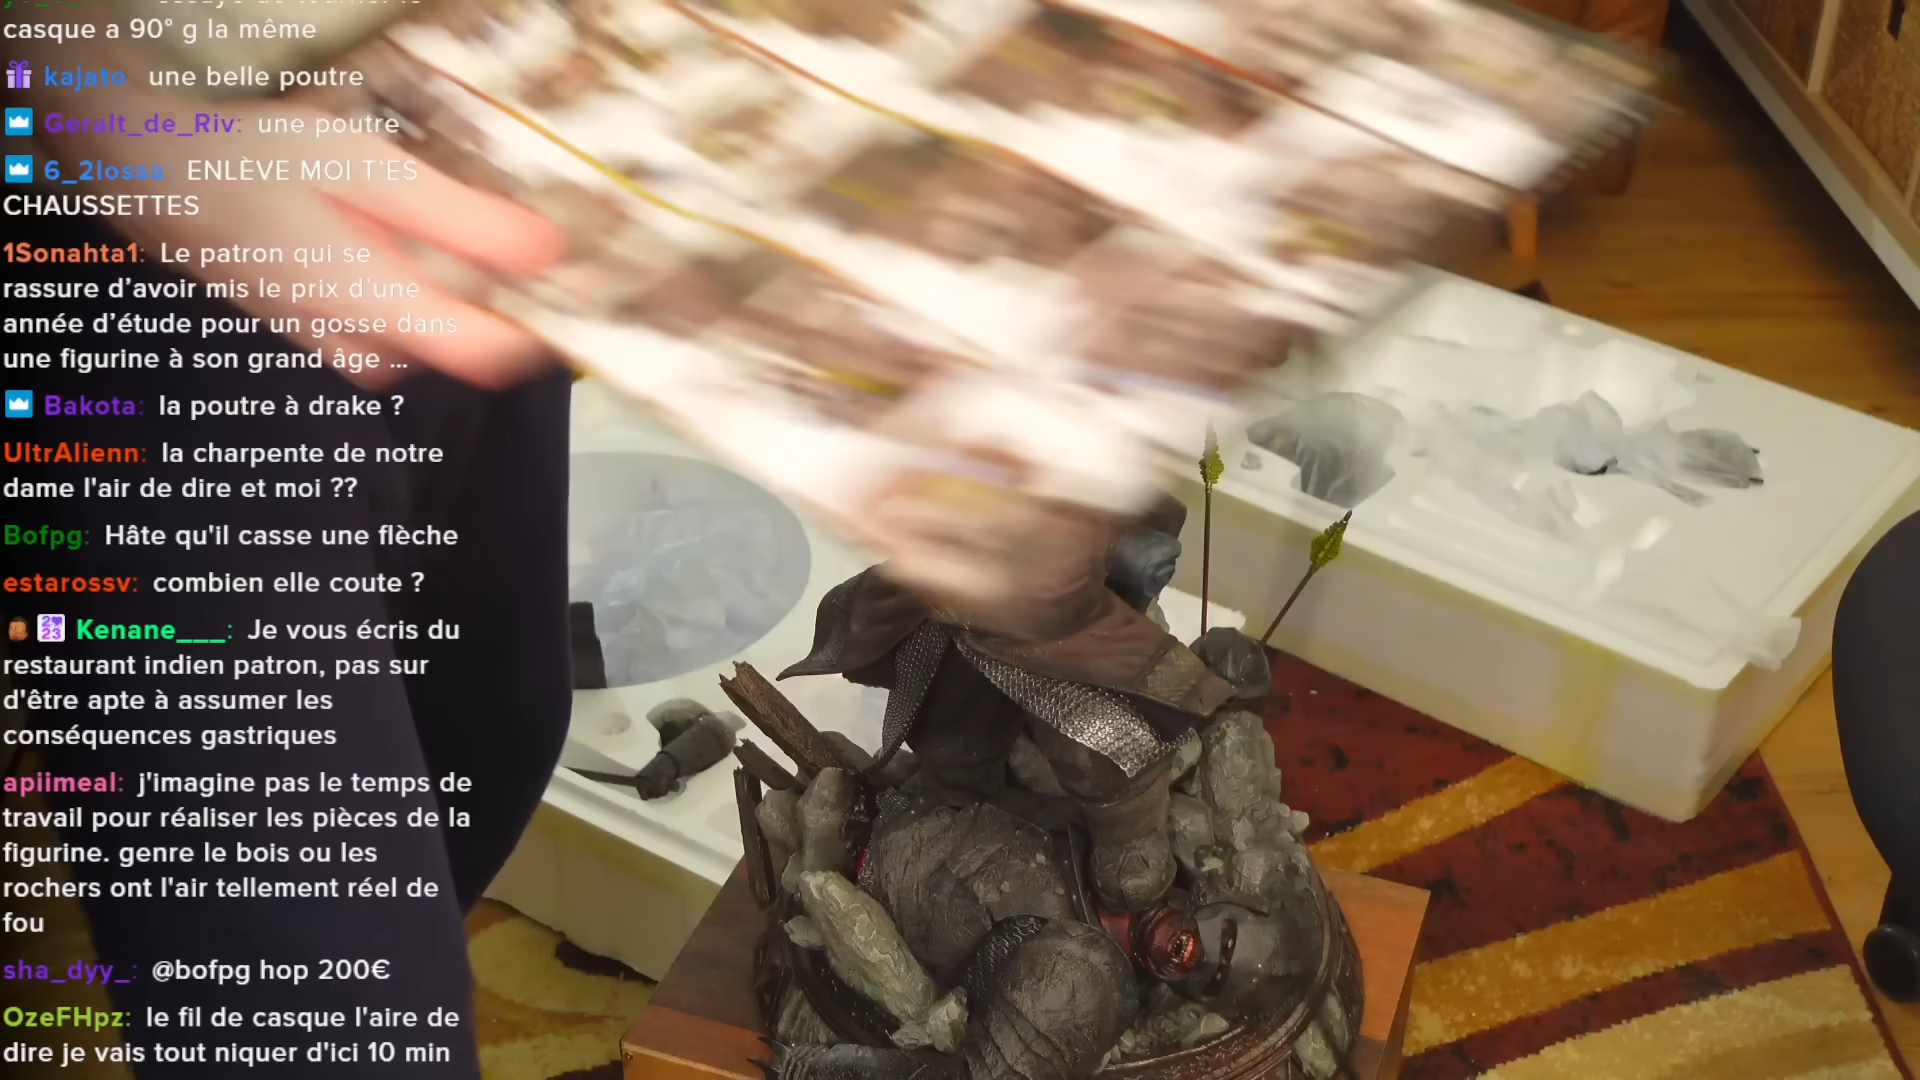 casque a 90° g la même
kajato une belle poutre
Geralt_de_Riv: une poutre
6_2lossa: ENLÈVE MOI T'ES
CHAUSSETTES
1Sonahta1: Le patron qui se
rassure d’avoir mis le prix d’une
année d’étude pour un gosse dans
une figurine à son grand âge ...
Bakota: la poutre à drake ?
UltrAlienn: la charpente de notre
dame l'air de dire et moi ??
Bofpg: Hâte qu'il casse une flèche
estarossv: combien elle coute ?
Kenane___: Je vous écris du
restaurant indien patron, pas sur
d'être apte à assumer les
conséquences gastriques
apiimeal: j'imagine pas le temps de
travail pour réaliser les pièces de la
figurine. genre le bois ou les
rochers ont l'air tellement réel de
fou
sha_dyy_: @bofpg hop 200€
OzeFHpz: le fil de casque l'aire de
dire je vais tout niquer d'ici 10 min